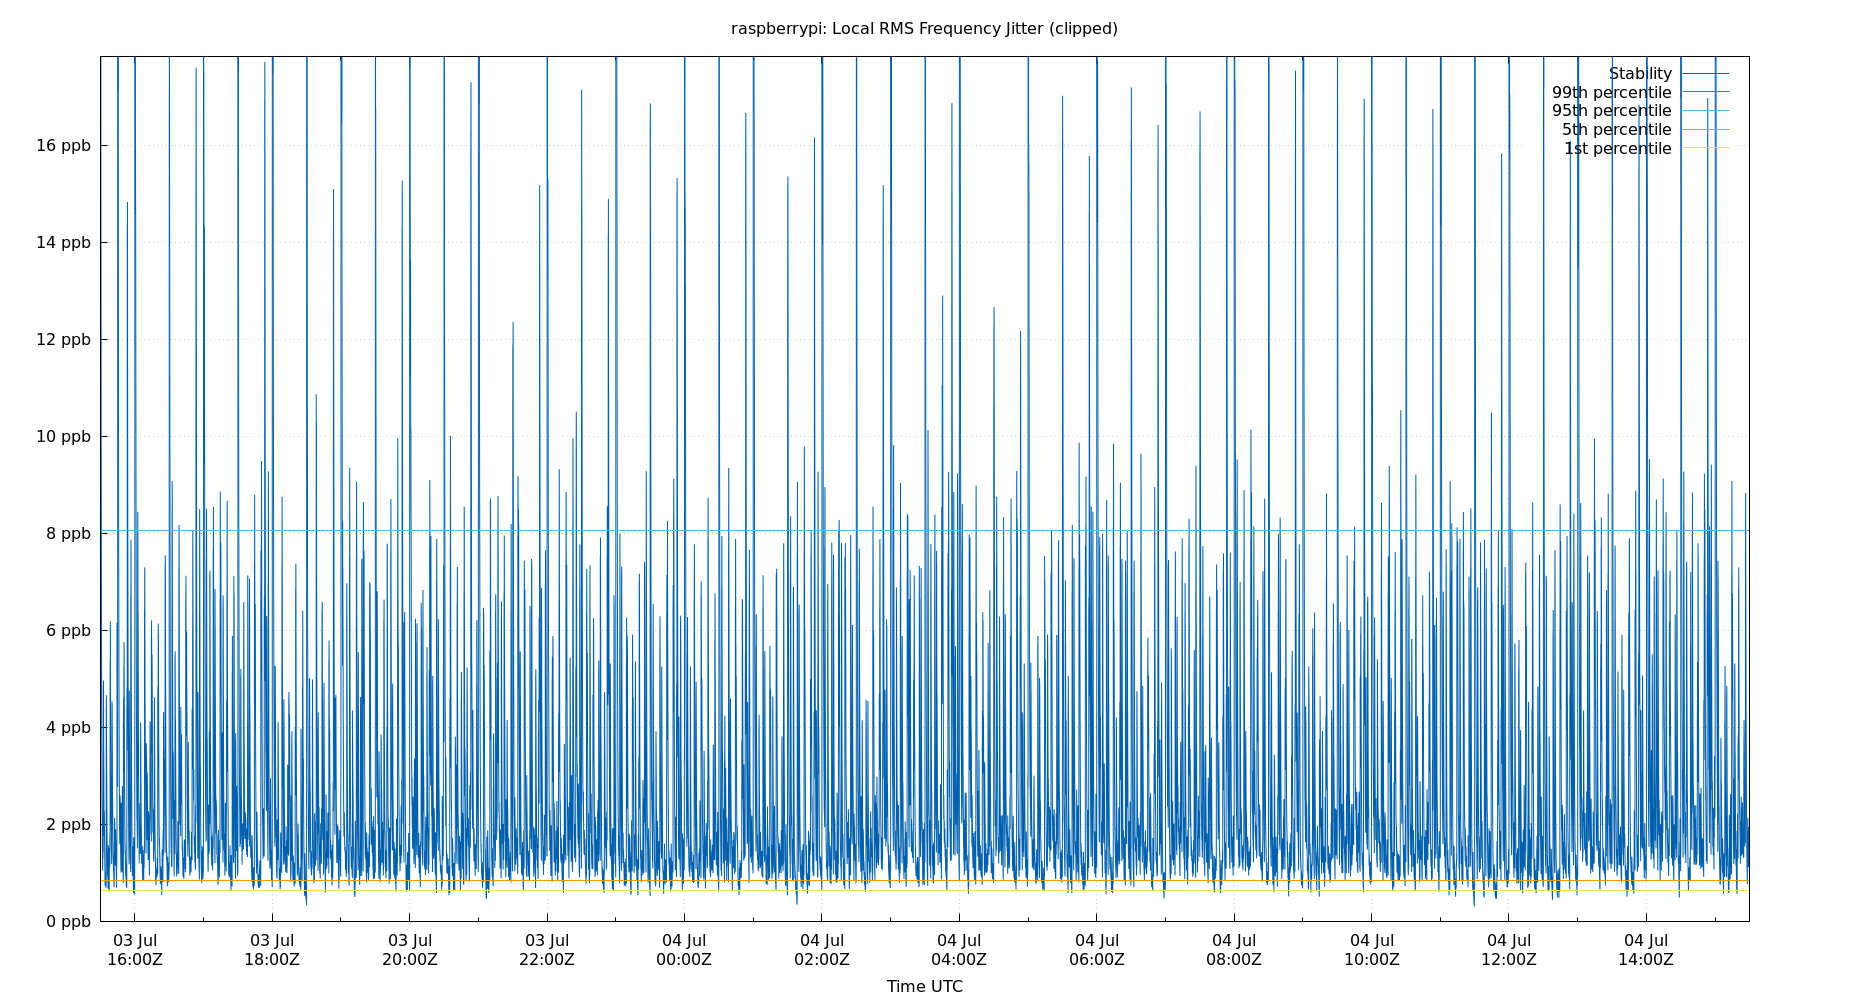 raspberrypi: Local RMS Frequency Jitter (clipped)
Stability
99th percentile
95th percentile
5th percentile
1st percentile
16 ppb
14 ppb
12 ppb
10 ppb
8 ppb
6 ppb
4 ppb
2 ppb
0 ppb
03 Jul 03 Jul 03 Jul 03 Jul 04 Jul 04 Jul 04 Jul 04 Jul 04 Jul 04 Jul 04 Jul 04 Jul
16:00Z 18:00Z 20:00Z 22:00Z 00:00Z 02:00Z 04:00Z 06:00Z 08:00Z 10:00Z 12:00Z 14:00Z
Time UTC